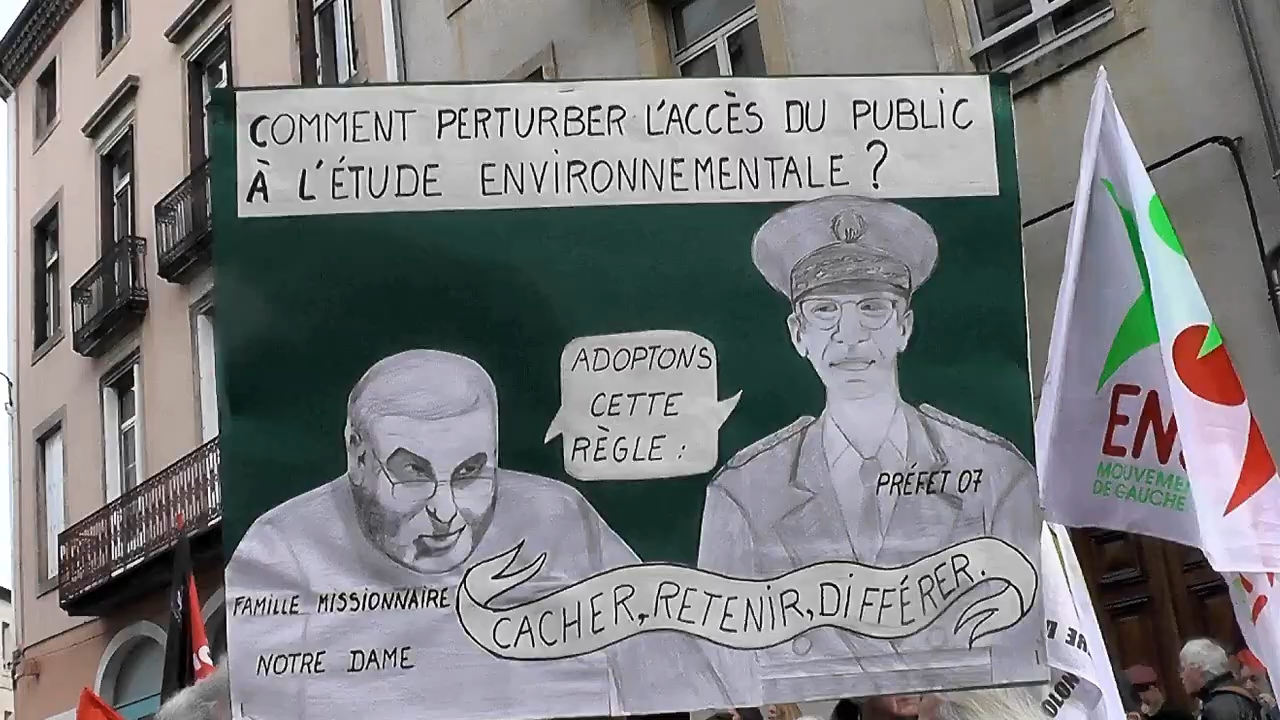 COMMENT PERTURBER L'ACCÈS DU PUBLIC
À L'ÉTUDE ENVIRONNEMENTALE ?
ADOPTONS
CETTE
RÈGLE :
PRÉFET 07
FAMILLE MISSIONNAIRE
NOTRE DAME
CACHER, RETENIR, DIFFÉRER.
MOUVEME
DE GAUCHE